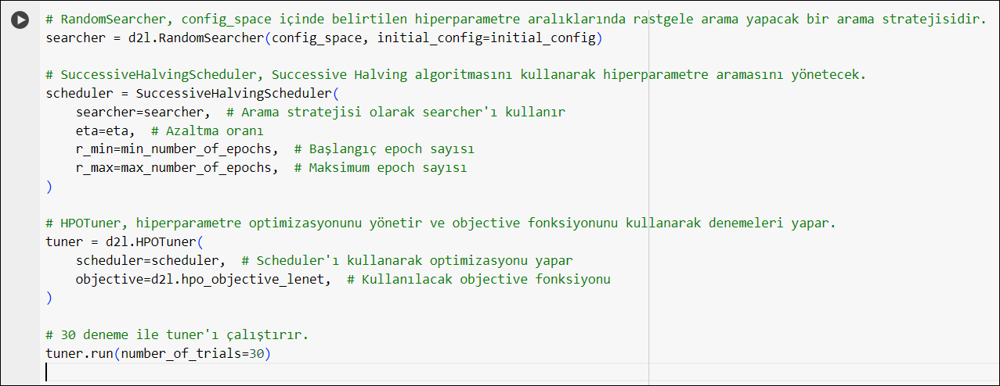 # RandomSearcher, config_space içinde belirtilen hiperparametre aralıklarında rastgele arama yapacak bir arama stratejisidir.
searcher = d2l.RandomSearcher(config_space, initial_config=initial_config)
# SuccessiveHalvingScheduler, Successive Halving algoritmasını kullanarak hiperparametre aramasını yönetecek.
scheduler = SuccessiveHalvingScheduler(
    searcher=searcher,  # Arama stratejisi olarak searcher'ı kullanır
    eta=eta,  # Azaltma oranı
    r_min=min_number_of_epochs,  # Başlangıç epoch sayısı
    r_max=max_number_of_epochs,  # Maksimum epoch sayısı
)
# HPOTuner, hiperparametre optimizasyonunu yönetir ve objective fonksiyonunu kullanarak denemeleri yapar.
tuner = d2l.HPOTuner(
    scheduler=scheduler,  # Scheduler'ı kullanarak optimizasyonu yapar
    objective=d2l.hpo_objective_lenet,  # Kullanılacak objective fonksiyonu
)
# 30 deneme ile tuner'ı çalıştırır.
tuner.run(number_of_trials=30)